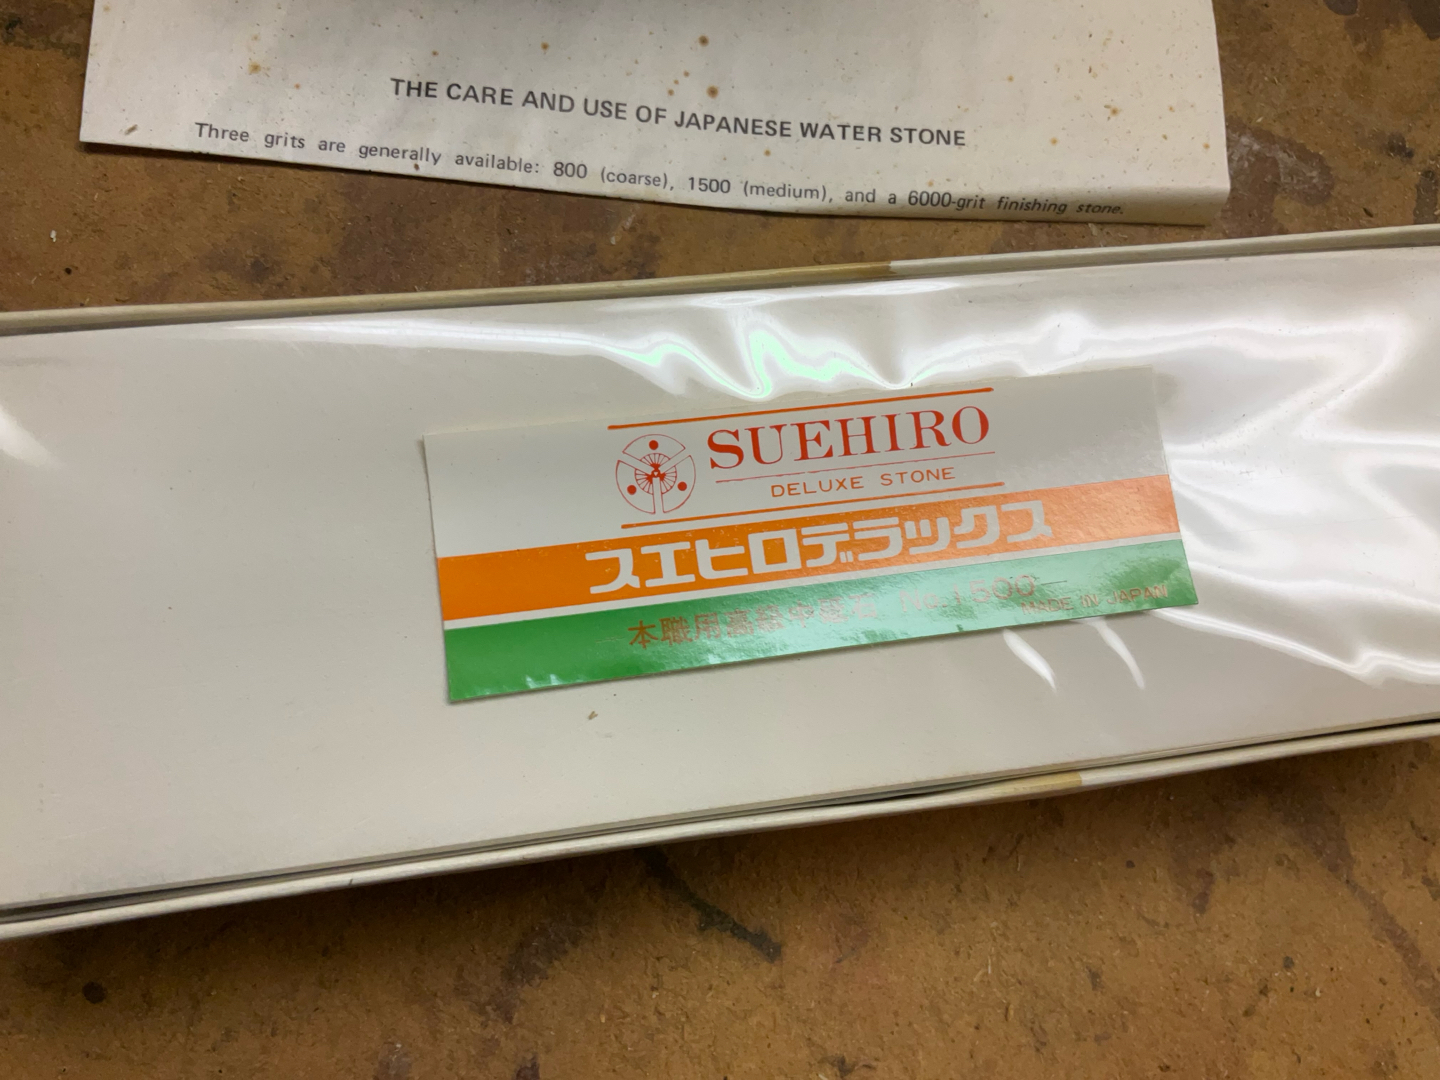 THE CARE AND USE OF JAPANESE WATER STONE
Three grits are generally available: 800 (coarse), 1500 (medium), and a 6000-grit finishing stone.
SUEHIRO
DELUXE STONE
スエヒロデラックス
本職用高級中砥石 No.1500
MADE IN JAPAN